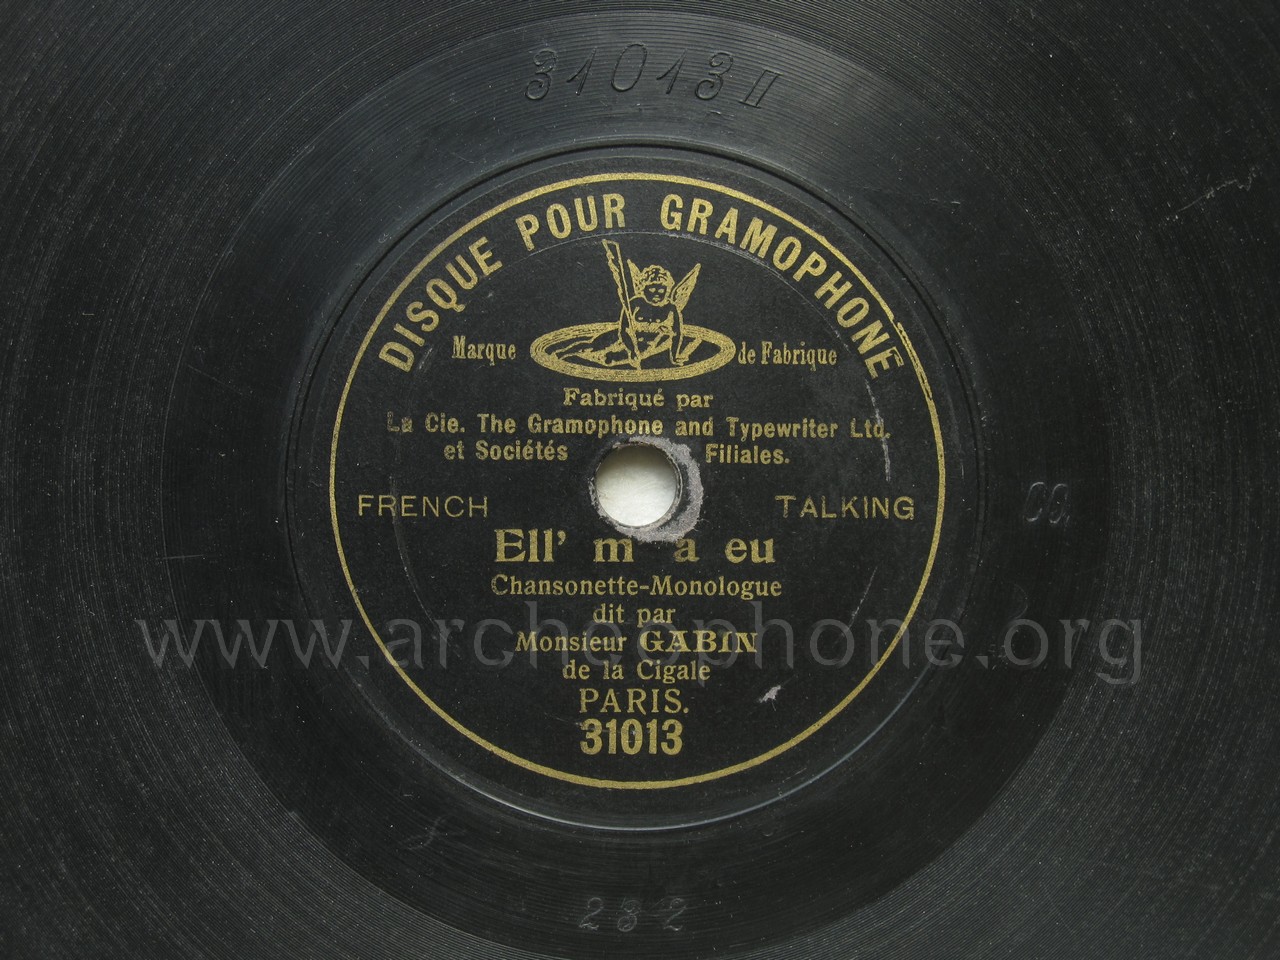 31013 II
DISQUE POUR GRAMOPHONE
Marque de Fabrique
Fabriqué par
La Cie. The Gramophone and Typewriter Ltd.
et Sociétés Filiales.
FRENCH TALKING
Ell' m' a eu
Chansonette-Monologue
dit par
www.archeophone.org
Monsieur GABIN
de la Cigale
PARIS.
31013
232